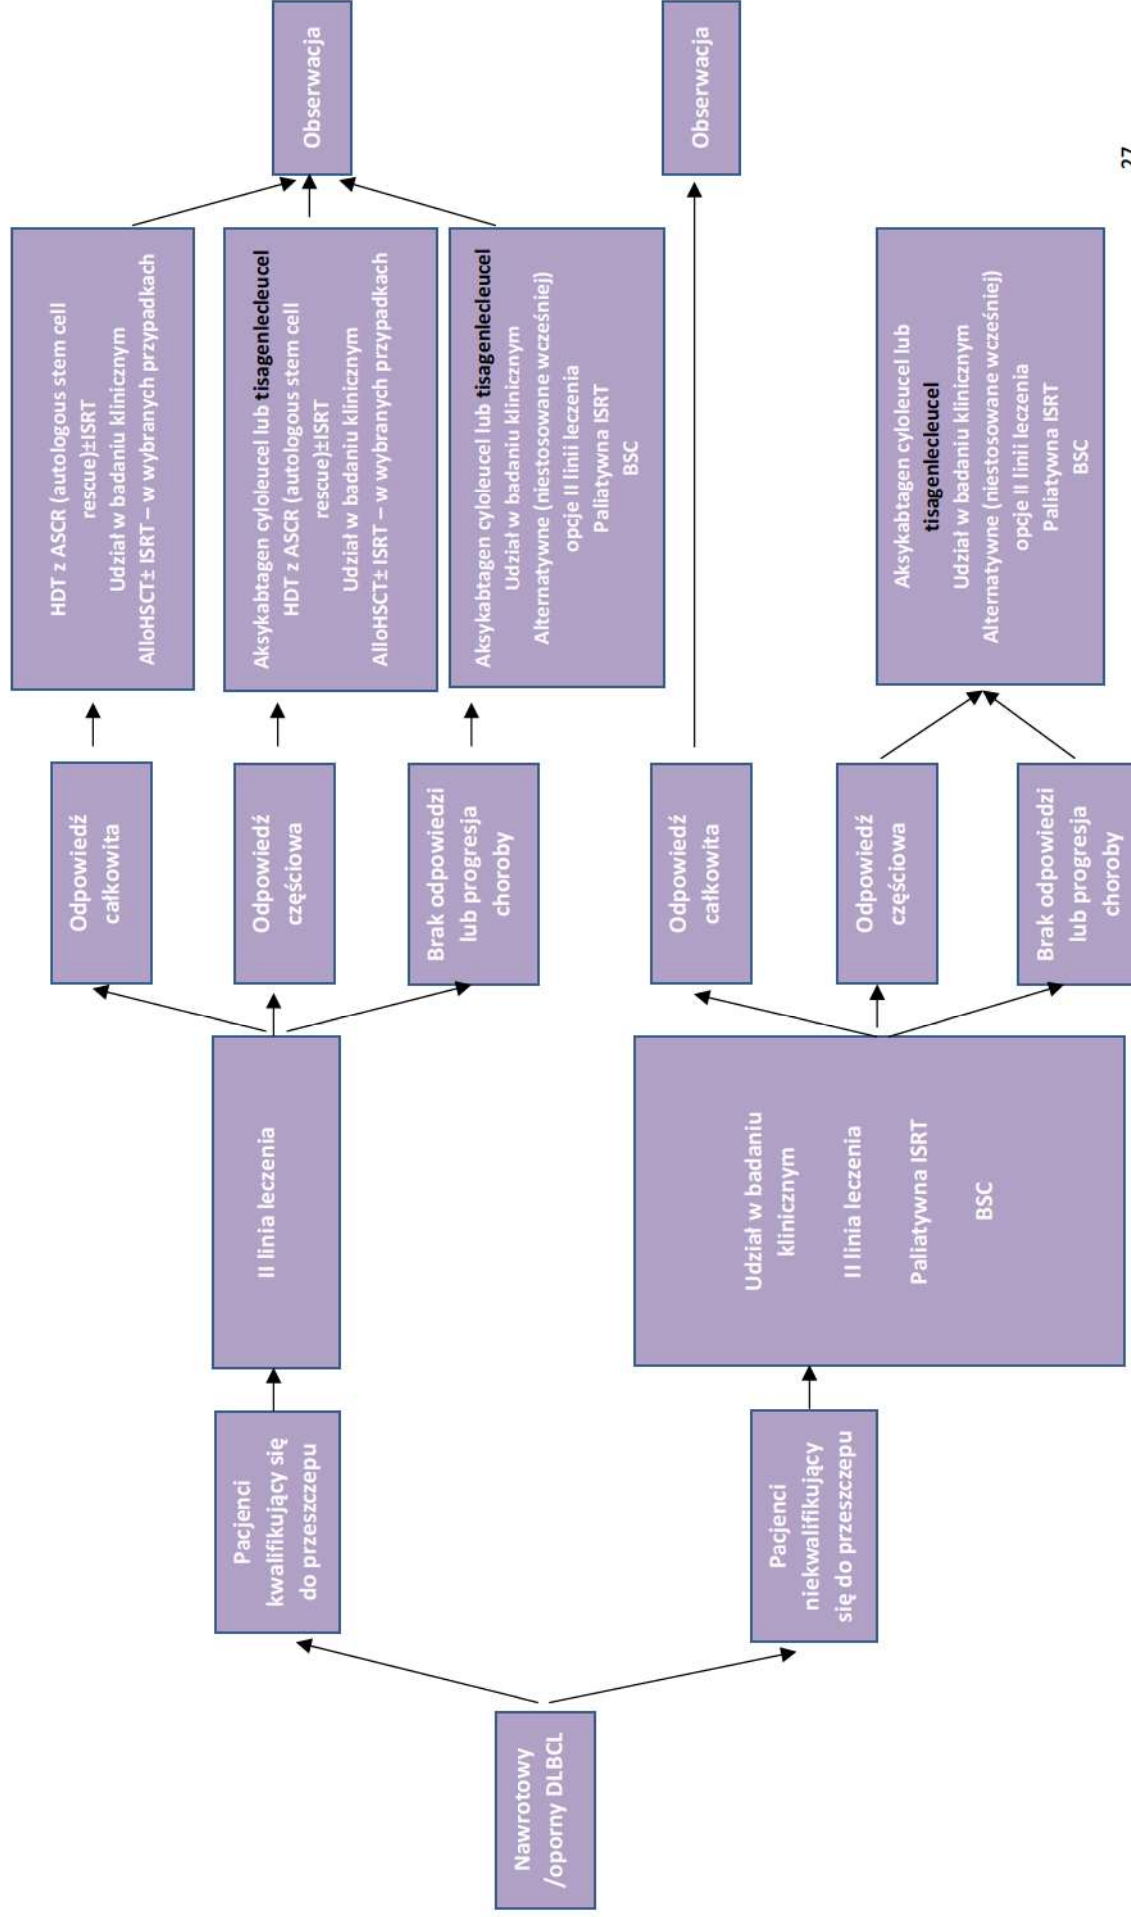 Nawrotowy
/oporny DLBCL
Pacjenci
kwalifikujący się
do przeszczepu
II linia leczenia
Odpowiedź
całkowita
HDT z ASCR (autologous stem cell
rescue)±ISRT
Udział w badaniu klinicznym
AlloHSCT± ISRT – w wybranych przypadkach
Odpowiedź
częściowa
Aksykabtagen cyloleucel lub tisagenlecleucel
HDT z ASCR (autologous stem cell
rescue)±ISRT
Udział w badaniu klinicznym
AlloHSCT± ISRT – w wybranych przypadkach
Brak odpowiedzi
lub progresja
choroby
Aksykabtagen cyloleucel lub tisagenlecleucel
Udział w badaniu klinicznym
Alternatywne (niestosowane wcześniej)
opcje II linii leczenia
Paliatywna ISRT
BSC
Obserwacja
Pacjenci
niekwalifikujący
się do przeszczepu
Udział w badaniu
klinicznym
II linia leczenia
Paliatywna ISRT
BSC
Odpowiedź
całkowita
Obserwacja
Odpowiedź
częściowa
Brak odpowiedzi
lub progresja
choroby
Aksykabtagen cyloleucel lub
tisagenlecleucel
Udział w badaniu klinicznym
Alternatywne (niestosowane wcześniej)
opcje II linii leczenia
Paliatywna ISRT
BSC
27